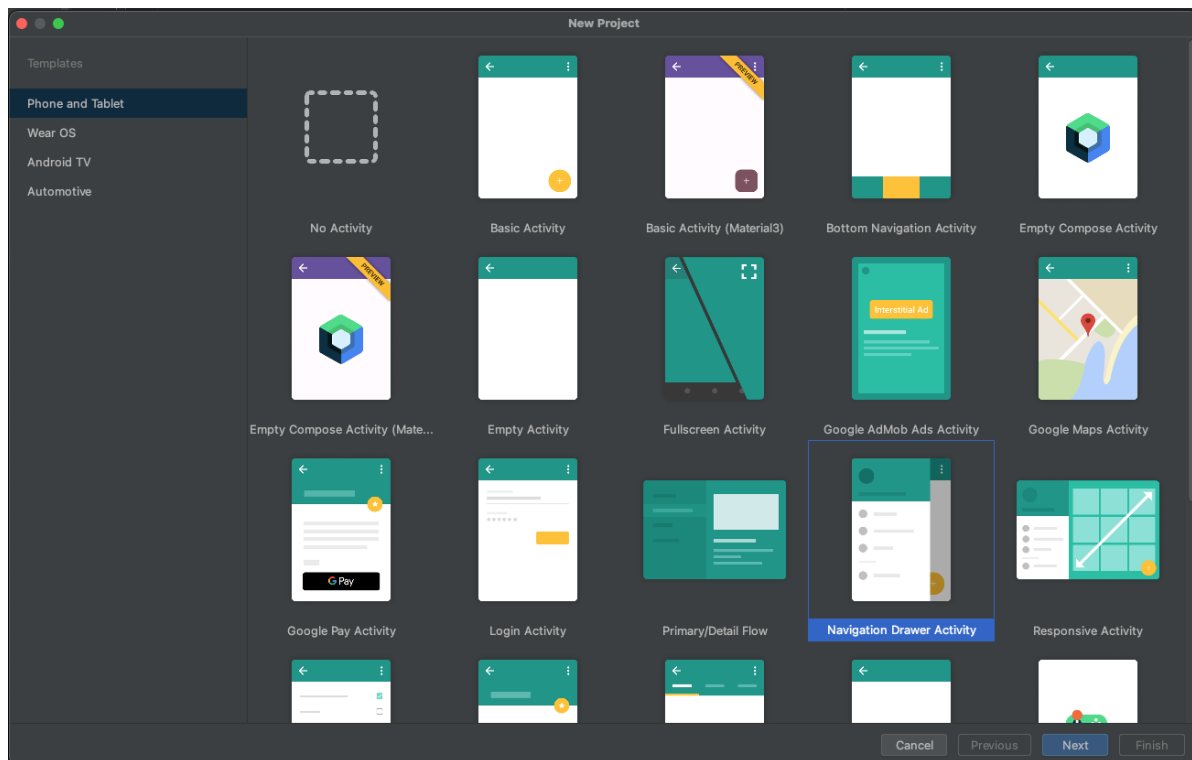 New Project
Templates
Phone and Tablet
Wear OS
Android TV
Automotive
PREVIEW
No Activity
Basic Activity
Basic Activity (Material3)
Bottom Navigation Activity
Empty Compose Activity
PREVIEW
Interstitial Ad
Empty Compose Activity (Mate...
Empty Activity
Fullscreen Activity
Google AdMob Ads Activity
Google Maps Activity
G Pay
Google Pay Activity
Login Activity
Primary/Detail Flow
Navigation Drawer Activity
Responsive Activity
Cancel
Previous
Next
Finish